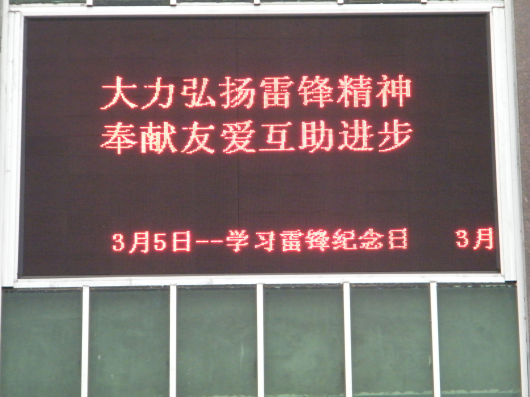 大力弘扬雷锋精神
奉献友爱互助进步
3月5日--学习雷锋纪念日 3月